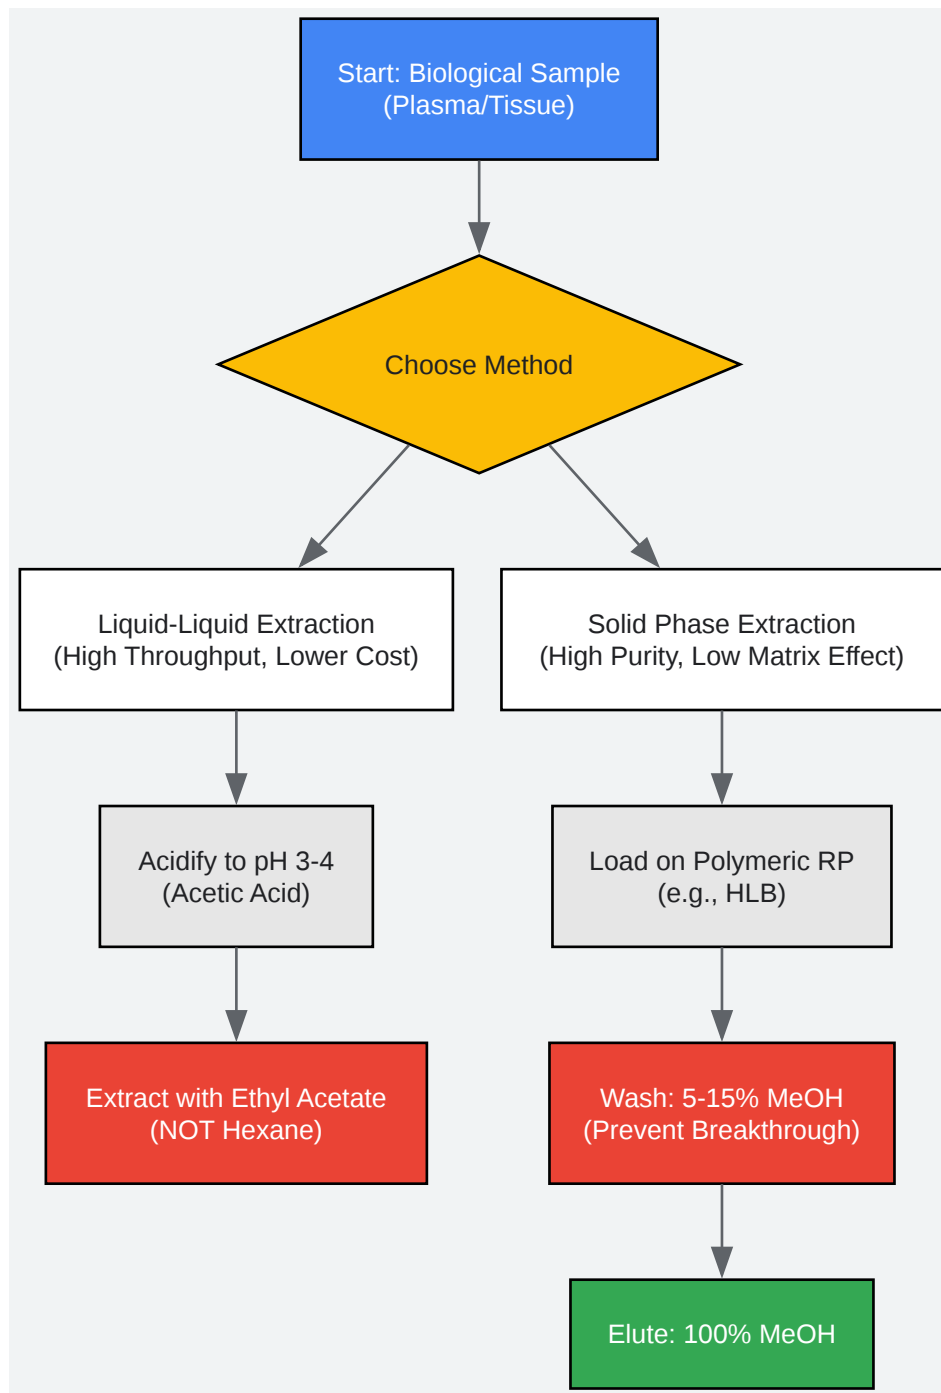 Start: Biological Sample
(Plasma/Tissue)
Choose Method
Liquid-Liquid Extraction
(High Throughput, Lower Cost)
Solid Phase Extraction
(High Purity, Low Matrix Effect)
Acidify to pH 3-4
(Acetic Acid)
Load on Polymeric RP
(e.g., HLB)
Extract with Ethyl Acetate
(NOT Hexane)
Wash: 5-15% MeOH
(Prevent Breakthrough)
Elute: 100% MeOH